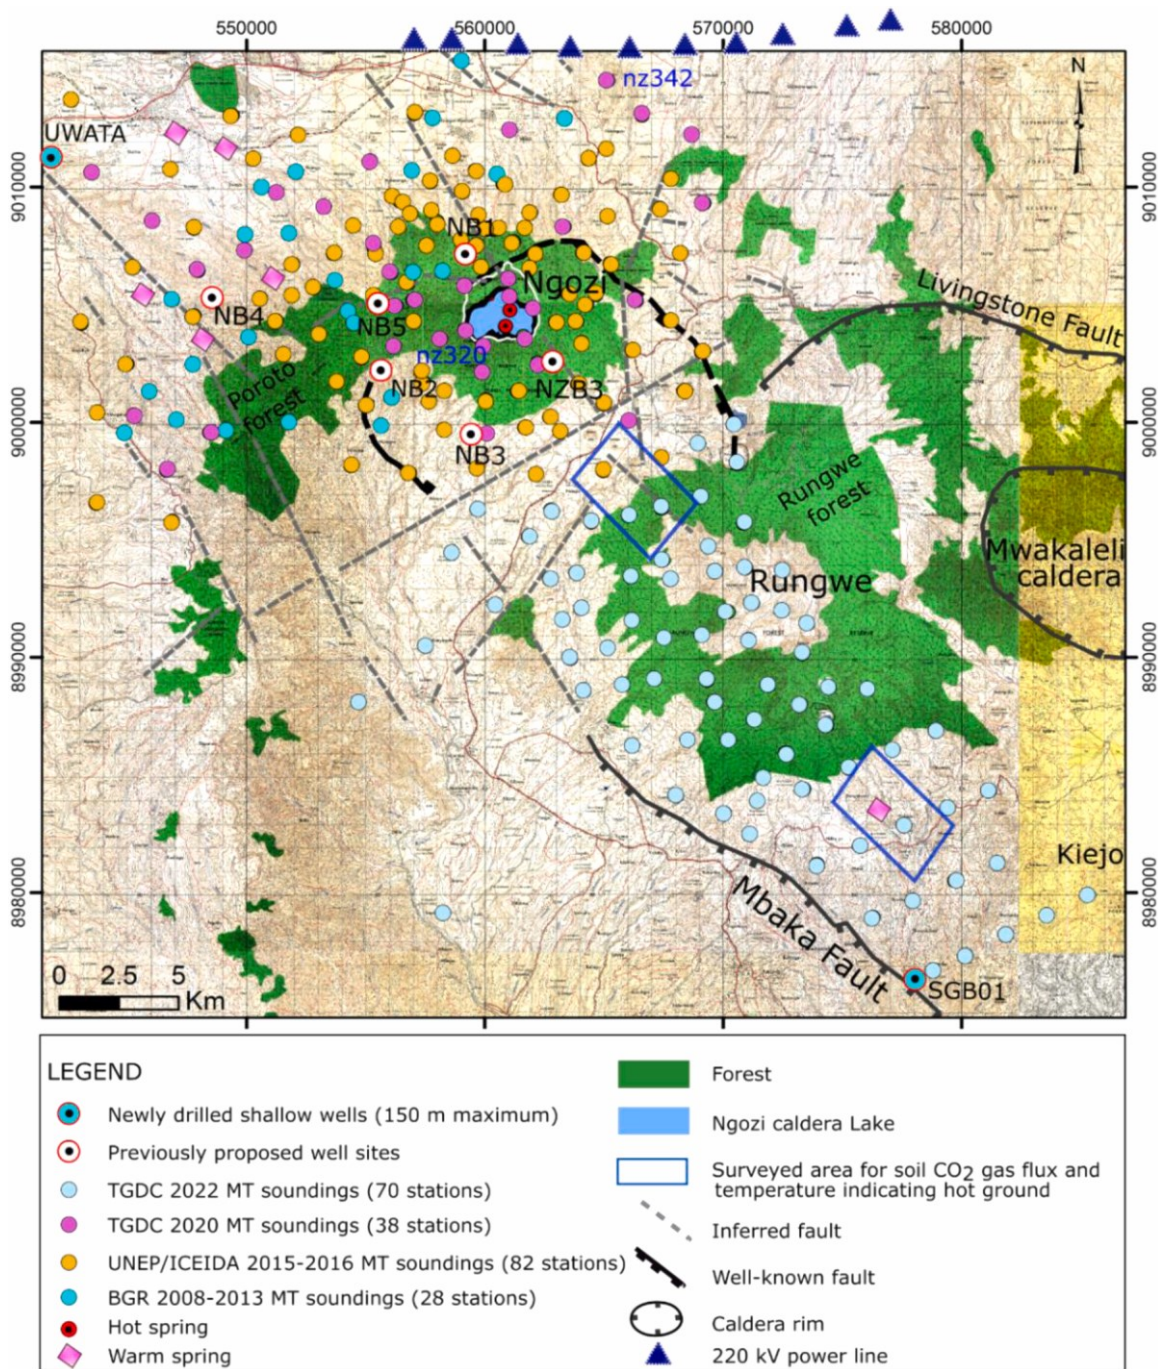 5550000
5560000
5570000
5580000
nz342
N
UWATA
9010000
9010000
NB1
Ngozi
Livingstone Fault
NB4
NB5
nz320
NB2
NZB3
Poroto
forest
9000000
9000000
NB3
Rungwe
forest
Mwakaleli
caldera
Rungwe
8990000
8990000
Kiejo
8980000
8980000
Mbaka Fault
0 2.5 5
Km
SGB01
LEGEND
Newly drilled shallow wells (150 m maximum)
Previously proposed well sites
TGDC 2022 MT soundings (70 stations)
TGDC 2020 MT soundings (38 stations)
UNEP/ICEIDA 2015-2016 MT soundings (82 stations)
BGR 2008-2013 MT soundings (28 stations)
Hot spring
Warm spring
Forest
Ngozi caldera Lake
Surveyed area for soil CO2 gas flux and
temperature indicating hot ground
Inferred fault
Well-known fault
Caldera rim
220 kV power line